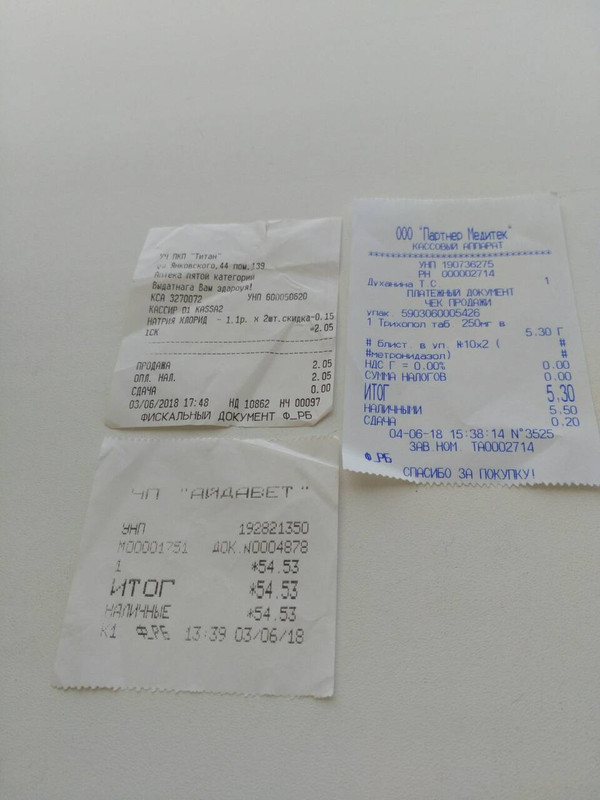 УЧ ПКП "Титан"
ул Янковского,44 пом.139
Аптека пятой категории
Выдатнага Вам здароўя!
КСА 3270072 УНП 600050620
КАССИР 01 KASSA2
НАТРИЯ КЛОРИД - 1.1р. x 2шт.скидка-0.15
1СК =2.05
ПРОДАЖА 2.05
ОПЛ. НАЛ. 2.05
СДАЧА 0.00
03/06/2018 17:48 НД 10862 НЧ 00097
ФИСКАЛЬНЫЙ ДОКУМЕНТ Ф_РБ
ООО "Партнер Медитек"
КАССОВЫЙ АППАРАТ
УНП 190736275
РН 000002714
Духанина Т.С 1
ПЛАТЕЖНЫЙ ДОКУМЕНТ
ЧЕК ПРОДАЖИ
упак. 5903060005426
1 Трихопол таб 250мг в
5.30 Г
# блист. в уп. №10x2 ( #
#метронидазол) #
НДС Г = 0.00% 0.00
СУММА НАЛОГОВ 0.00
ИТОГ 5.30
НАЛИЧНЫМИ 5.50
СДАЧА 0.20
04-06-18 15:38:14 N°3525
ЗАВ.НОМ. ТА0002714
Ф_РБ
СПАСИБО ЗА ПОКУПКУ!
ЧП "АЙДАВЕТ"
УНП 192821350
М00001751 ДОК.N0004878
1 *54.53
ИТОГ *54.53
НАЛИЧНЫЕ *54.53
К1 Ф_РБ 13:39 03/06/18